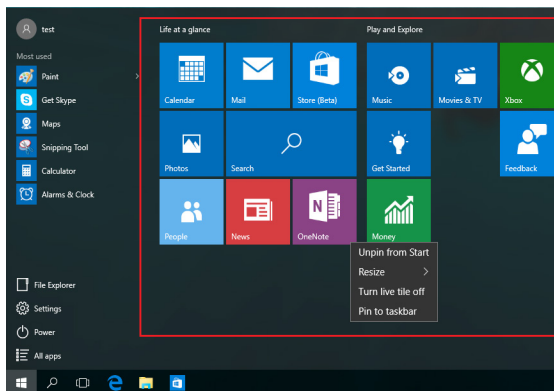 test
Most used
Paint
Get Skype
Maps
Snipping Tool
Calculator
Alarms & Clock
File Explorer
Settings
Power
All apps
Life at a glance
Calendar
Mail
Store (Beta)
Photos
Search
People
News
OneNote
Play and Explore
Music
Movies & TV
Xbox
Get Started
Feedback
Money
Unpin from Start
Resize
Turn live tile off
Pin to taskbar